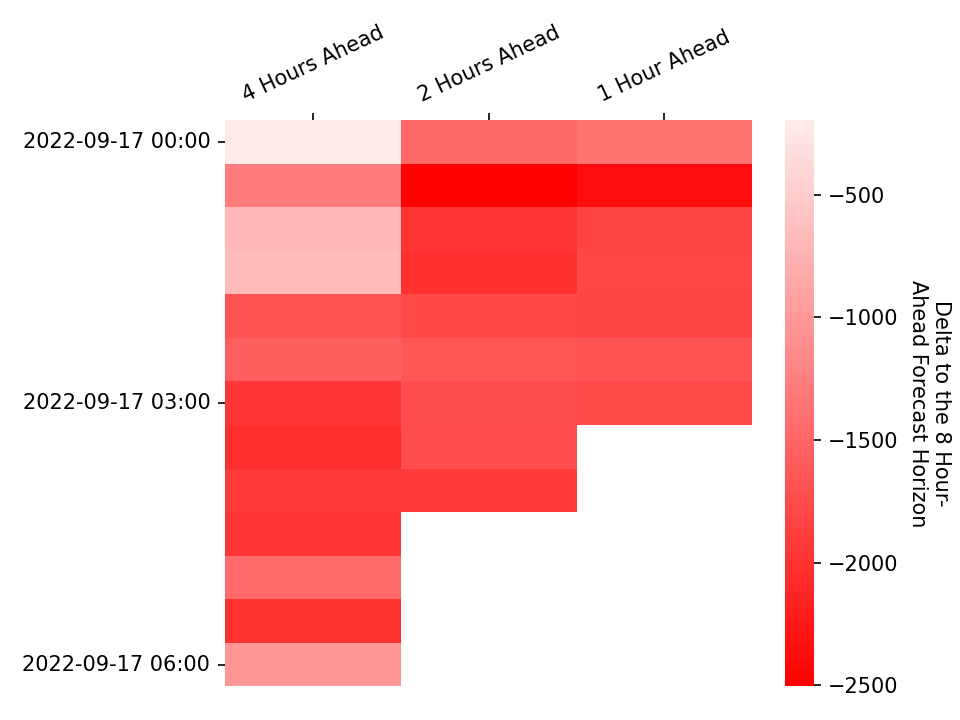 4 Hours Ahead
2 Hours Ahead
1 Hour Ahead
2022-09-17 00:00
2022-09-17 03:00
2022-09-17 06:00
−500
−1000
−1500
−2000
−2500
Delta to the 8 Hour-
Ahead Forecast Horizon